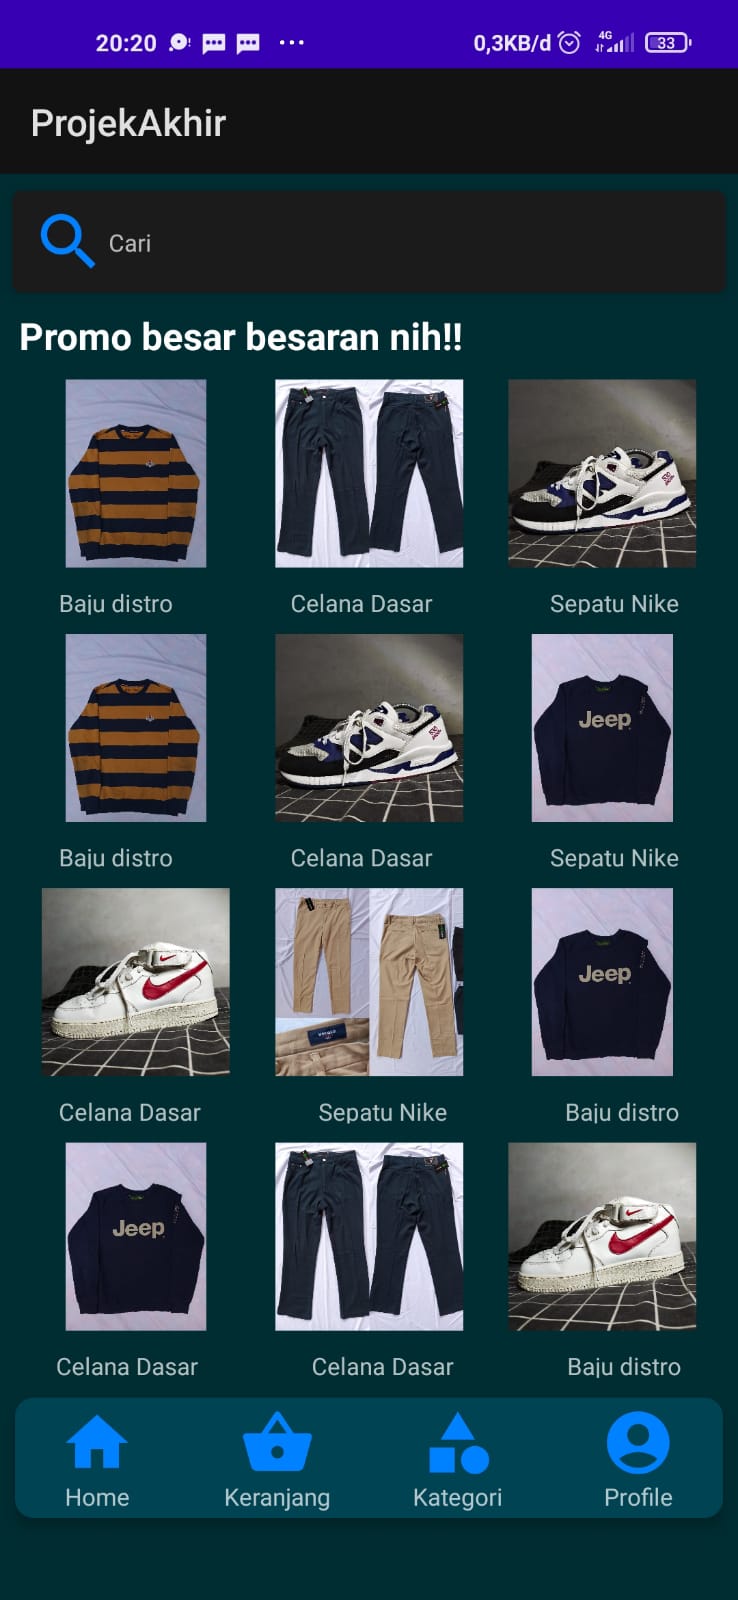 20:20
0,3KB/d 4G 33
ProjekAkhir
Cari
Promo besar besaran nih!!
Baju distro Celana Dasar Sepatu Nike
Jeep
Baju distro Celana Dasar Sepatu Nike
Jeep
Celana Dasar Sepatu Nike Baju distro
Jeep
Celana Dasar Celana Dasar Baju distro
Home Keranjang Kategori Profile